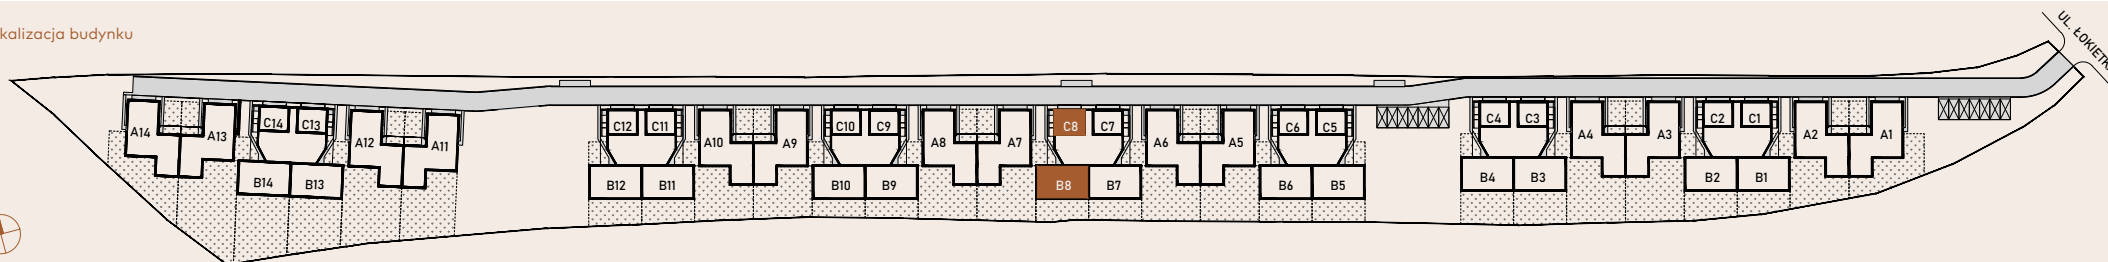 kalizacja budynku
UL. ŁOKIETK
A14 A13 C14 C13 A12 A11 C12 C11 A10 A9 C10 C9 A8 A7 C8 C7 A6 A5 C6 C5 C4 C3 A4 A3 C2 C1 A2 A1
B14 B13 B12 B11 B10 B9 B8 B7 B6 B5 B4 B3 B2 B1